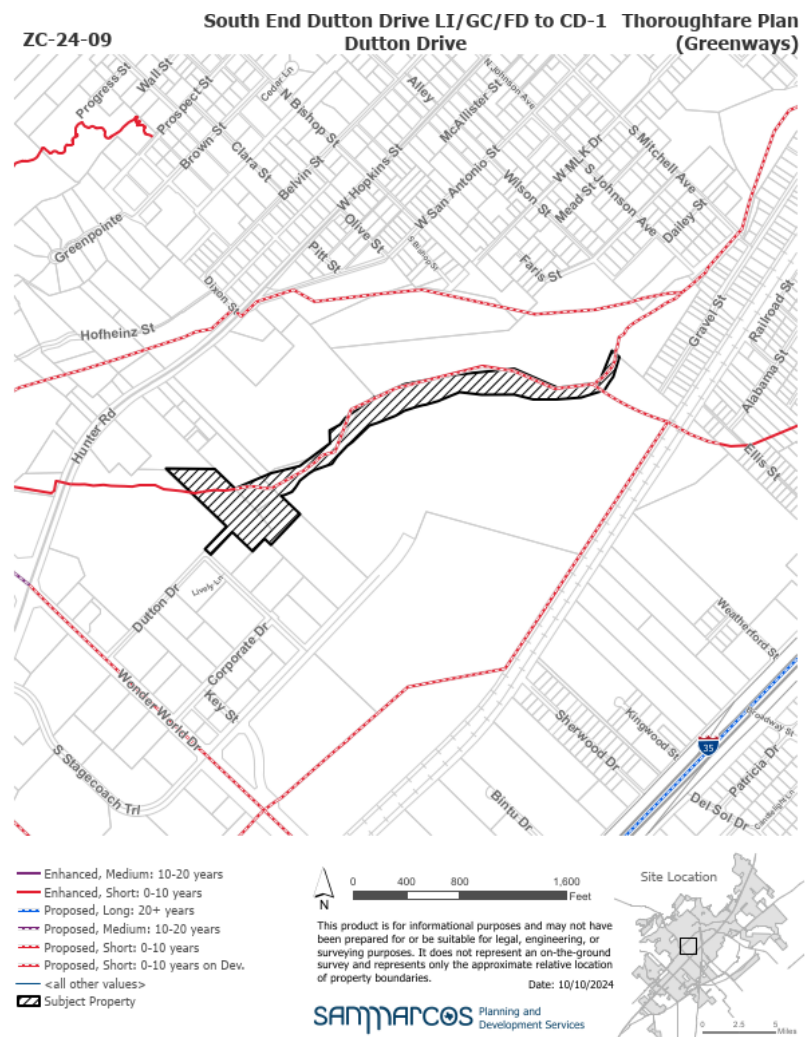 ZC-24-09
South End Dutton Drive LI/GC/FD to CD-1
Dutton Drive
Thoroughfare Plan
(Greenways)
Progress St
Wall St
Prospect St
Cedar Ln
N Bishop St
Alley
McAllister St
N Johnson Ave
Brown St
Clara St
Belvin St
W Hopkins St
W San Antonio St
W MLK Dr
S Mitchell Ave
Wilson St
Mead St
S Johnson Ave
Dailey St
Greenpointe
Olive St
S Bishop St
Pitt St
Faris St
Dixon St
Hofheinz St
Gravel St
Railroad St
Alabama St
Hunter Rd
Ellis St
Dutton Dr
Lively Ln
Corporate Dr
Key St
Wonder World Dr
S Stagecoach Trl
Weatherford St
Sherwood Dr
Kingwood St
Broadway St
35
Patricia Dr
Bintu Dr
Del Sol Dr
Candlelight Ln
Enhanced, Medium: 10-20 years
Enhanced, Short: 0-10 years
Proposed, Long: 20+ years
Proposed, Medium: 10-20 years
Proposed, Short: 0-10 years
Proposed, Short: 0-10 years on Dev.
<all other values>
Subject Property
N
0 400 800 1,600
Feet
This product is for informational purposes and may not have
been prepared for or be suitable for legal, engineering, or
surveying purposes. It does not represent an on-the-ground
survey and represents only the approximate relative location
of property boundaries.
Date: 10/10/2024
SANMARCOS
Planning and
Development Services
Site Location
0 2.5 5
Miles